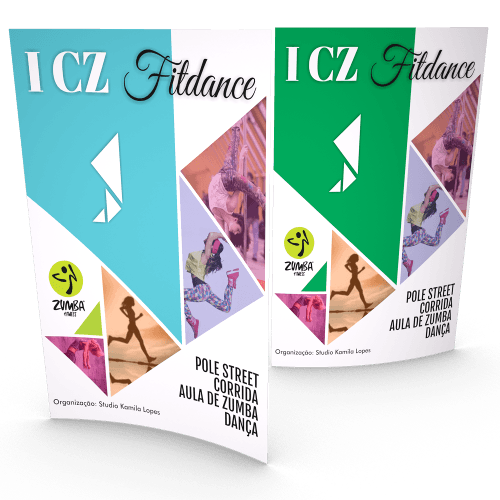 I CZ Fitdance
ZUMBA
FITNESS
POLE STREET
CORRIDA
AULA DE ZUMBA
DANÇA
Organização: Studio Kamila Lopes
I CZ Fitdance
ZUMBA
FITNESS
POLE STREET
CORRIDA
AULA DE ZUMBA
DANÇA
Organização: Studio Kamila Lopes